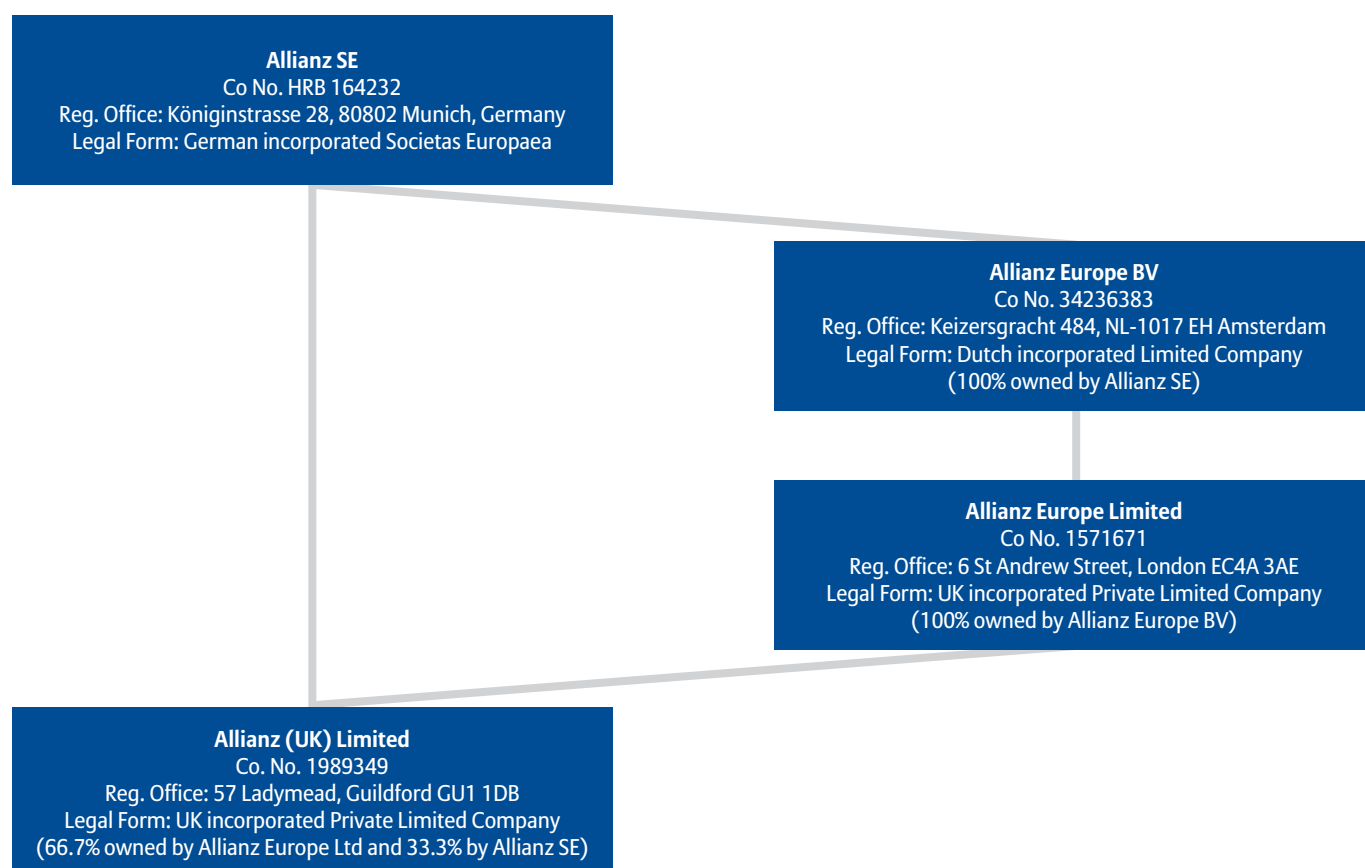 Allianz SE
Co No. HRB 164232
Reg. Office: Königinstrasse 28, 80802 Munich, Germany
Legal Form: German incorporated Societas Europaea
Allianz Europe BV
Co No. 34236383
Reg. Office: Keizersgracht 484, NL-1017 EH Amsterdam
Legal Form: Dutch incorporated Limited Company
(100% owned by Allianz SE)
Allianz Europe Limited
Co No. 1571671
Reg. Office: 6 St Andrew Street, London EC4A 3AE
Legal Form: UK incorporated Private Limited Company
(100% owned by Allianz Europe BV)
Allianz (UK) Limited
Co. No. 1989349
Reg. Office: 57 Ladymead, Guildford GU1 1DB
Legal Form: UK incorporated Private Limited Company
(66.7% owned by Allianz Europe Ltd and 33.3% by Allianz SE)